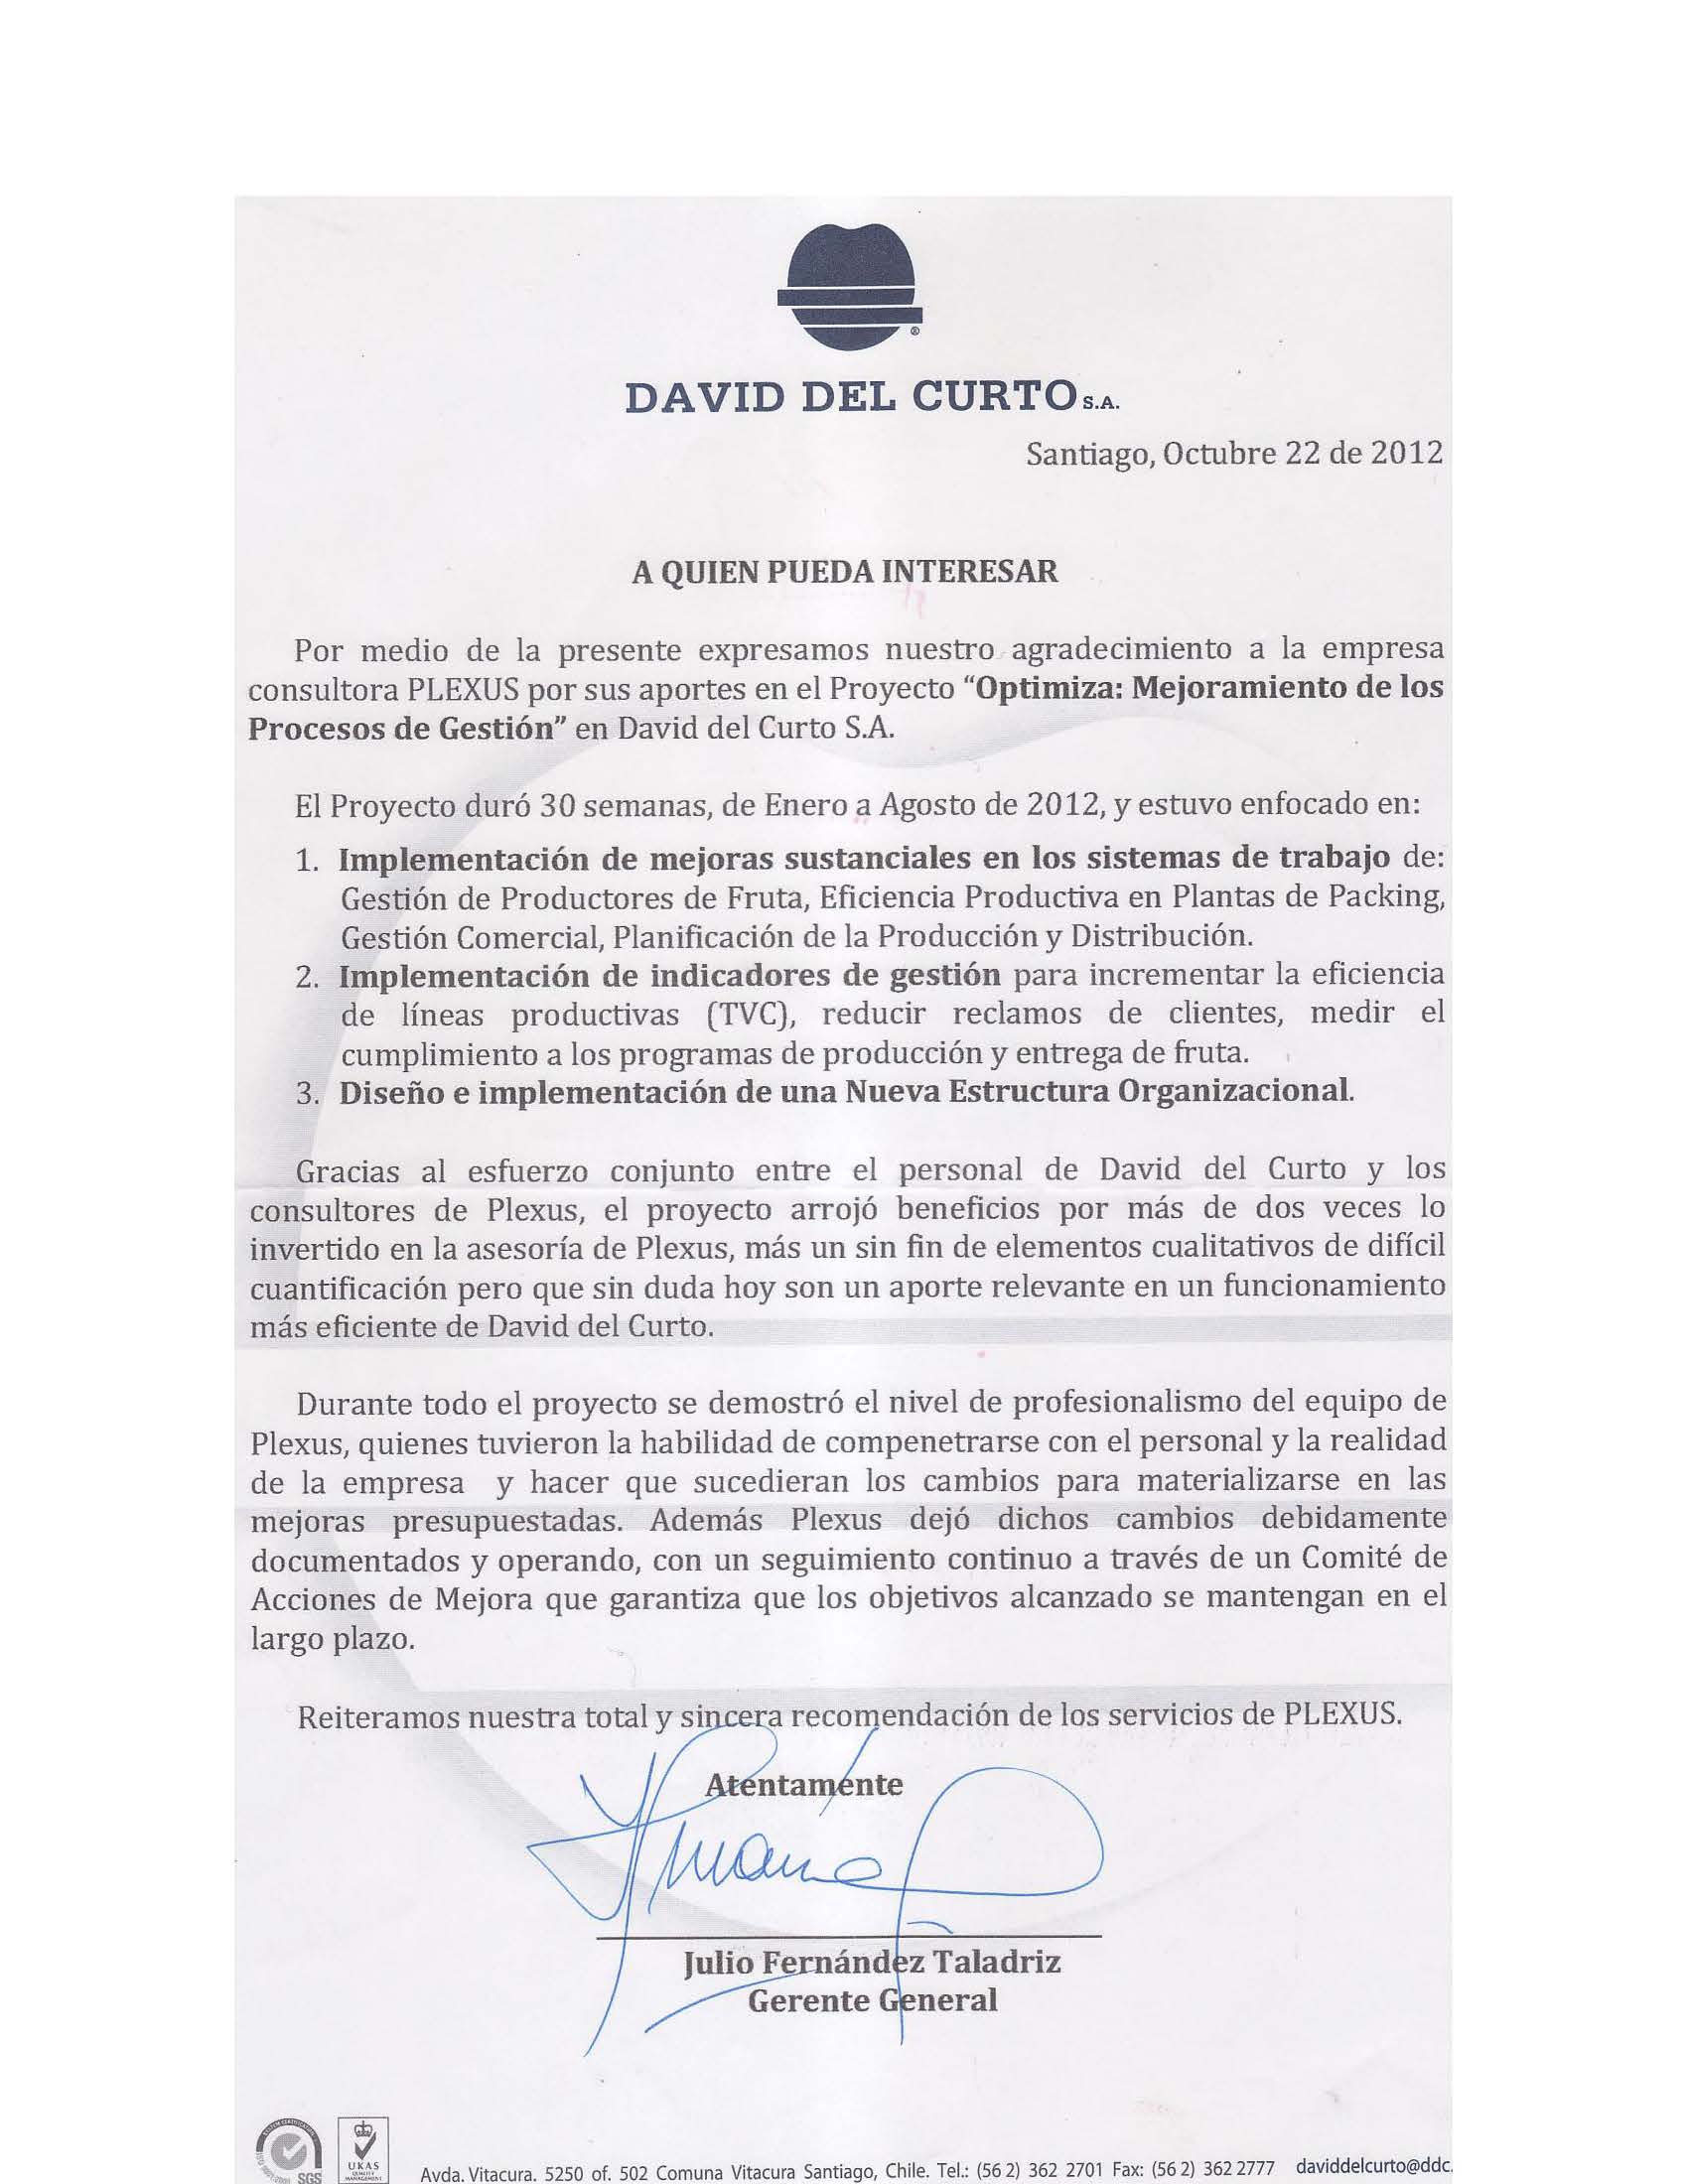 DAVID DEL CURTO S.A.
Santiago, Octubre 22 de 2012
A QUIEN PUEDA INTERESAR
Por medio de la presente expresamos nuestro agradecimiento a la empresa
consultora PLEXUS por sus aportes en el Proyecto “Optimiza: Mejoramiento de los
Procesos de Gestión” en David del Curto S.A.
El Proyecto duró 30 semanas, de Enero a Agosto de 2012, y estuvo enfocado en:
1. Implementación de mejoras sustanciales en los sistemas de trabajo de:
Gestión de Productores de Fruta, Eficiencia Productiva en Plantas de Packing,
Gestión Comercial, Planificación de la Producción y Distribución.
2. Implementación de indicadores de gestión para incrementar la eficiencia
de líneas productivas (TVC), reducir reclamos de clientes, medir el
cumplimiento a los programas de producción y entrega de fruta.
3. Diseño e implementación de una Nueva Estructura Organizacional.
Gracias al esfuerzo conjunto entre el personal de David del Curto y los
consultores de Plexus, el proyecto arrojó beneficios por más de dos veces lo
invertido en la asesoría de Plexus, más un sin fin de elementos cualitativos de difícil
cuantificación pero que sin duda hoy son un aporte relevante en un funcionamiento
más eficiente de David del Curto.
Durante todo el proyecto se demostró el nivel de profesionalismo del equipo de
Plexus, quienes tuvieron la habilidad de compenetrarse con el personal y la realidad
de la empresa y hacer que sucedieran los cambios para materializarse en las
mejoras presupuestadas. Además Plexus dejó dichos cambios debidamente
documentados y operando, con un seguimiento continuo a través de un Comité de
Acciones de Mejora que garantiza que los objetivos alcanzado se mantengan en el
largo plazo.
Reiteramos nuestra total y sincera recomendación de los servicios de PLEXUS.
Atentamente
Julio Fernández Taladriz
Gerente General
SGS
UKAS
QUALITY
MANAGEMENT
Avda. Vitacura. 5250 of. 502 Comuna Vitacura Santiago, Chile. Tel.: (56 2) 362 2701 Fax: (56 2) 362 2777 daviddelcurto@ddc.